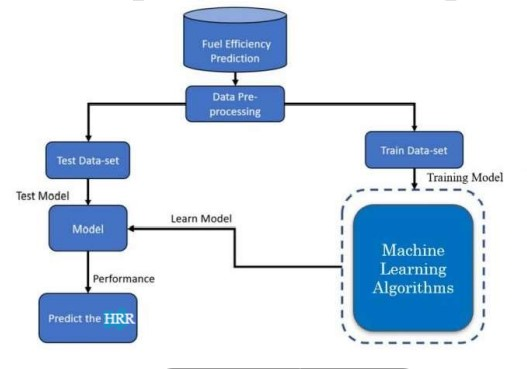 Fuel Efficiency
Prediction
Data Pre-
processing
Test Data-set
Train Data-set
Test Model
Training Model
Model
Learn Model
Machine
Learning
Algorithms
Performance
Predict the HRR